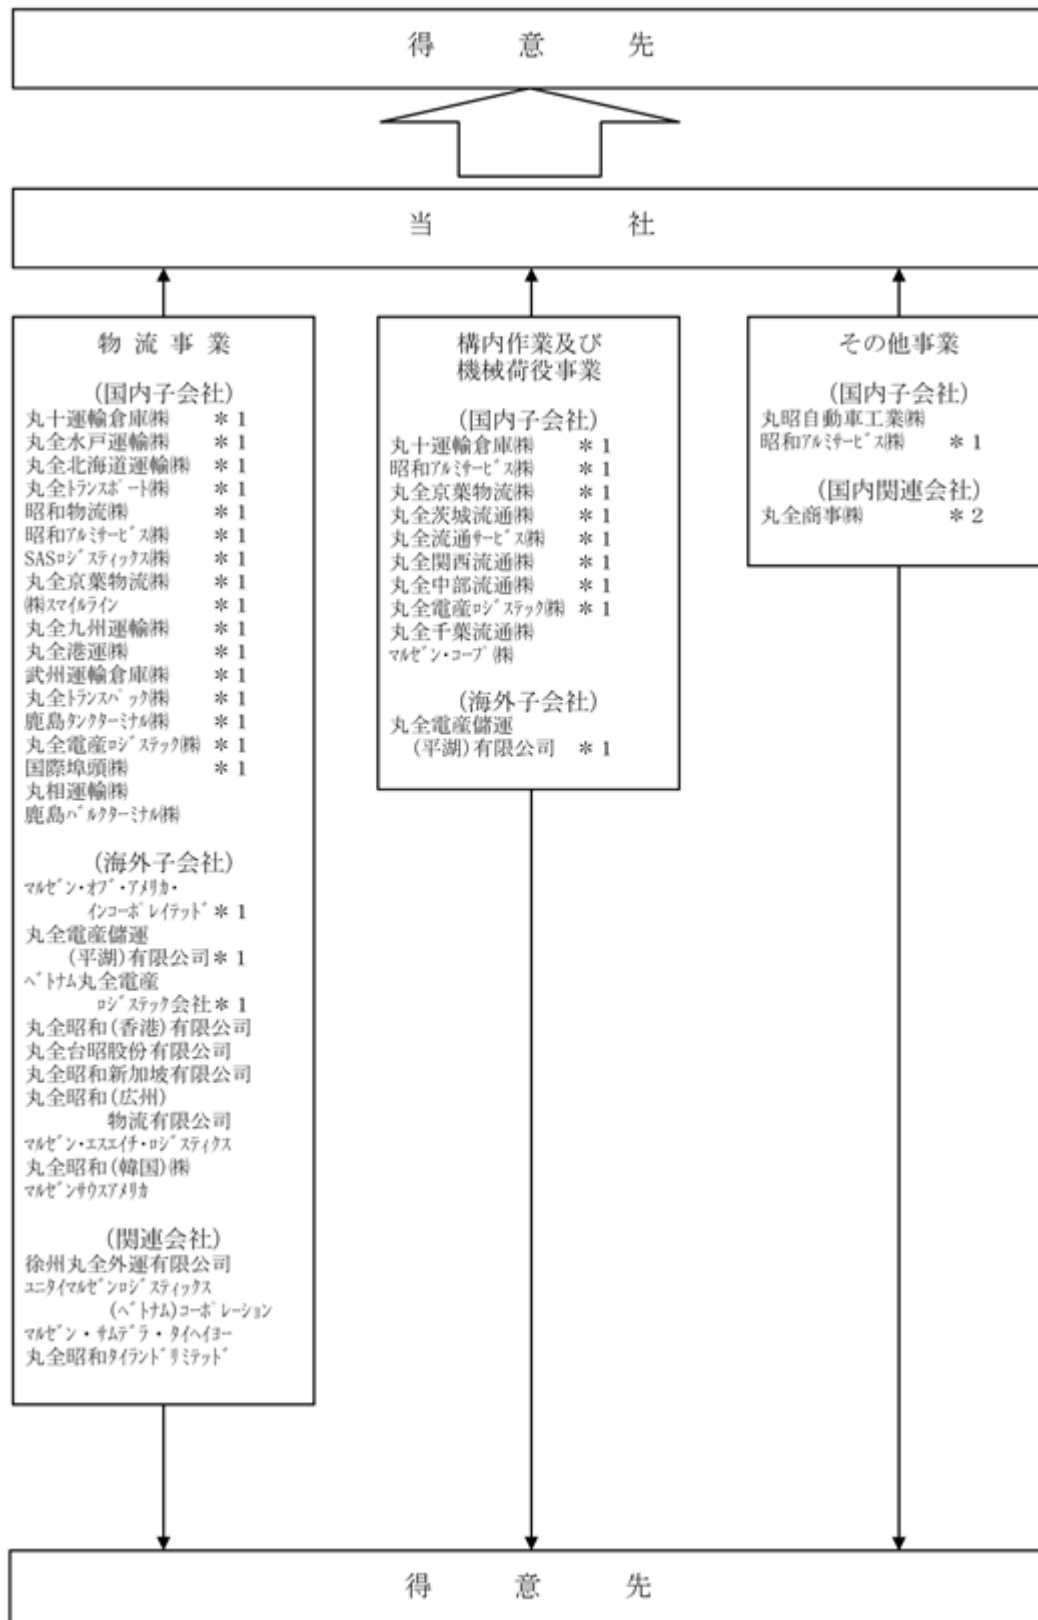 得 意 先
当 社
物 流 事 業
(国内子会社)
丸十運輸倉庫㈱ ＊1
丸全水戸運輸㈱ ＊1
丸全北海道運輸㈱ ＊1
丸全ﾄﾗﾝｽﾎﾟｰﾄ㈱ ＊1
昭和物流㈱ ＊1
昭和ｱﾙﾐｻｰﾋﾞｽ㈱ ＊1
SASﾛｼﾞｽﾃｨｯｸｽ㈱ ＊1
丸全京葉物流㈱ ＊1
㈱ｽﾏｲﾙﾗｲﾝ ＊1
丸全九州運輸㈱ ＊1
丸全港運㈱ ＊1
武州運輸倉庫㈱ ＊1
丸全ﾄﾗﾝｽﾊﾟｯｸ㈱ ＊1
鹿島ﾀﾝｸﾀｰﾐﾅﾙ㈱ ＊1
丸全電産ﾛｼﾞｽﾃｯｸ㈱ ＊1
国際埠頭㈱ ＊1
丸相運輸㈱
鹿島ﾊﾞﾙｸﾀｰﾐﾅﾙ㈱
(海外子会社)
ﾏﾙｾﾞﾝ･ｵﾌﾞ･ｱﾒﾘｶ･
ｲﾝｺｰﾎﾟﾚｲﾃｯﾄﾞ＊1
丸全電産儲運
(平湖)有限公司＊1
ﾍﾞﾄﾅﾑ丸全電産
ﾛｼﾞｽﾃｯｸ会社＊1
丸全昭和(香港)有限公司
丸全台昭股份有限公司
丸全昭和新加坡有限公司
丸全昭和(広州)
物流有限公司
ﾏﾙｾﾞﾝ･ｴｽｴｲﾁ･ﾛｼﾞｽﾃｨｸｽ
丸全昭和(韓国)㈱
ﾏﾙｾﾞﾝｻｳｽｱﾒﾘｶ
(関連会社)
徐州丸全外運有限公司
ﾕﾆﾀｲﾏﾙｾﾞﾝﾛｼﾞｽﾃｨｯｸｽ
(ﾍﾞﾄﾅﾑ)ｺｰﾎﾟﾚｰｼｮﾝ
ﾏﾙｾﾞﾝ・ｻﾑﾃﾞﾗ・ﾀｲﾍｲﾖｰ
丸全昭和ﾀｲﾗﾝﾄﾞﾘﾐﾃｯﾄﾞ
構内作業及び
機械荷役事業
(国内子会社)
丸十運輸倉庫㈱ ＊1
昭和ｱﾙﾐｻｰﾋﾞｽ㈱ ＊1
丸全京葉物流㈱ ＊1
丸全茨城流通㈱ ＊1
丸全流通ｻｰﾋﾞｽ㈱ ＊1
丸全関西流通㈱ ＊1
丸全中部流通㈱ ＊1
丸全電産ﾛｼﾞｽﾃｯｸ㈱ ＊1
丸全千葉流通㈱
ﾏﾙｾﾞﾝ･ｺｰﾌﾟ㈱
(海外子会社)
丸全電産儲運
(平湖)有限公司 ＊1
その他事業
(国内子会社)
丸昭自動車工業㈱
昭和ｱﾙﾐｻｰﾋﾞｽ㈱ ＊1
(国内関連会社)
丸全商事㈱ ＊2
得 意 先